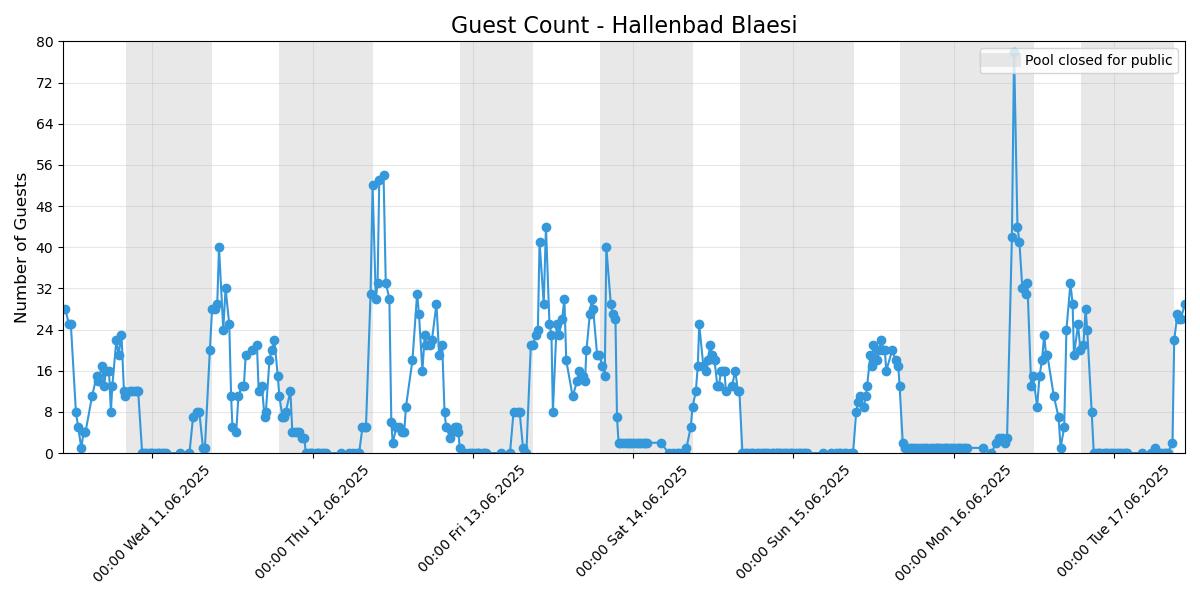 Guest Count - Hallenbad Blaesi
Pool closed for public
Number of Guests
80
72
64
56
48
40
32
24
16
8
0
00:00 Wed 11.06.2025
00:00 Thu 12.06.2025
00:00 Fri 13.06.2025
00:00 Sat 14.06.2025
00:00 Sun 15.06.2025
00:00 Mon 16.06.2025
00:00 Tue 17.06.2025